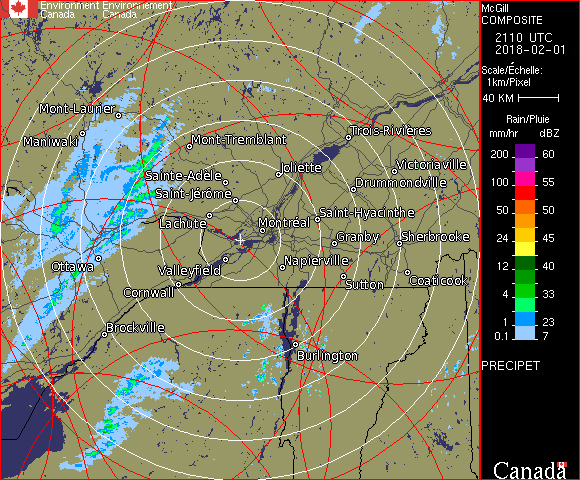 Environment Environnement
Canada Canada
McGill
COMPOSITE
2110 UTC
2018-02-01
Scale/Échelle:
1km/Pixel
40 KM
Rain/Pluie
mm/hr dBZ
200 60
150 57
100 55
50 50
24 45
12 40
4 33
1 23
0.1 7
PRECIPET
Canada
Mont-Laurier
Maniwaki
Mont-Tremblant
Trois-Rivières
Sainte-Adèle
Joliette
Victoriaville
Saint-Jérôme
Drummondville
Lachute
Montréal
Saint-Hyacinthe
Granby
Sherbrooke
Ottawa
Valleyfield
Napierville
Cornwall
Sutton
Coaticook
Brockville
Burlington